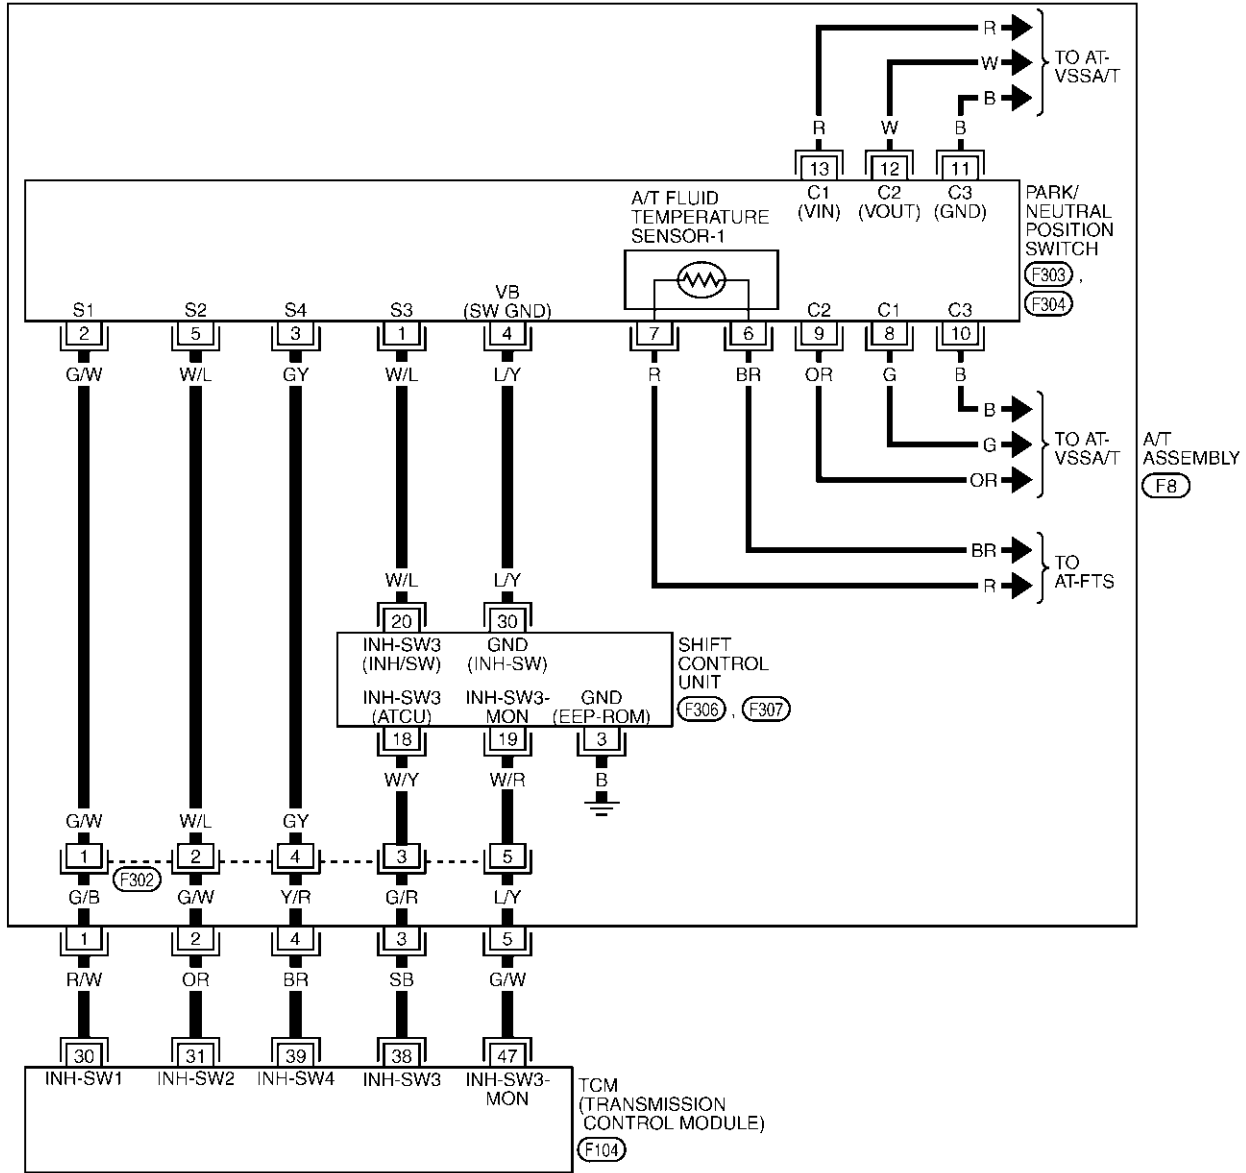 R
TO AT-
VSSA/T
W
B
R W B
13 12 11
C1 C2 C3
(VIN) (VOUT) (GND)
PARK/
NEUTRAL
POSITION
SWITCH
F303 ,
F304
A/T FLUID
TEMPERATURE
SENSOR-1
S1 S2 S4 S3 VB
(SW GND) C2 C1 C3
2 5 3 1 4 7 6 9 8 10
G/W W/L GY W/L L/Y R BR OR G B
B
G
OR
TO AT-
VSSA/T
A/T
ASSEMBLY
F8
BR
R
TO
AT-FTS
W/L L/Y
20 30
INH-SW3 GND
(INH/SW) (INH-SW)
SHIFT
CONTROL
UNIT
F306 , F307
INH-SW3 INH-SW3- GND
(ATCU) MON (EEP-ROM)
18 19 3
W/Y W/R B
G/W W/L GY
1 2 4 3 5
F302
G/B G/W Y/R G/R L/Y
1 2 4 3 5
R/W OR BR SB G/W
30 31 39 38 47
INH-SW1 INH-SW2 INH-SW4 INH-SW3 INH-SW3-
MON
TCM
(TRANSMISSION
CONTROL MODULE)
F104